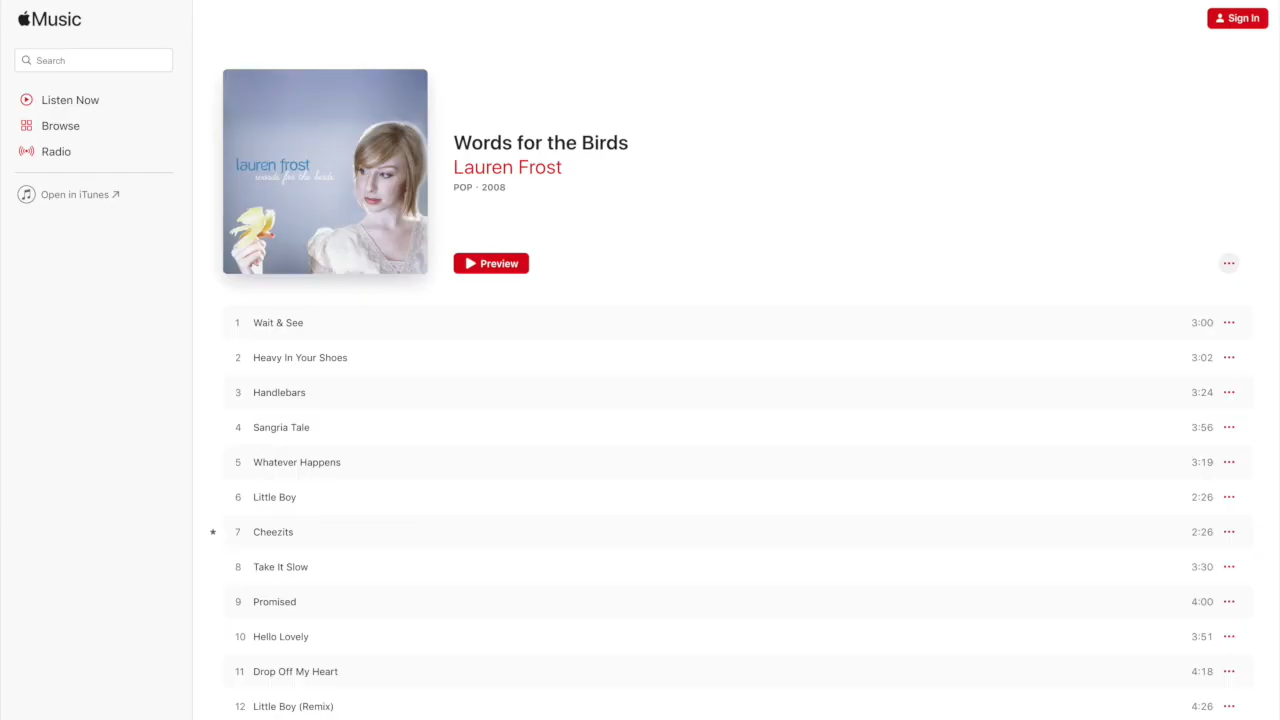 Music
Sign In
Search
Listen Now
Browse
Radio
Open in iTunes
lauren frost
words for the birds
Words for the Birds
Lauren Frost
POP · 2008
Preview
1 Wait & See 3:00
2 Heavy In Your Shoes 3:02
3 Handlebars 3:24
4 Sangria Tale 3:56
5 Whatever Happens 3:19
6 Little Boy 2:26
★ 7 Cheezits 2:26
8 Take It Slow 3:30
9 Promised 4:00
10 Hello Lovely 3:51
11 Drop Off My Heart 4:18
12 Little Boy (Remix) 4:26